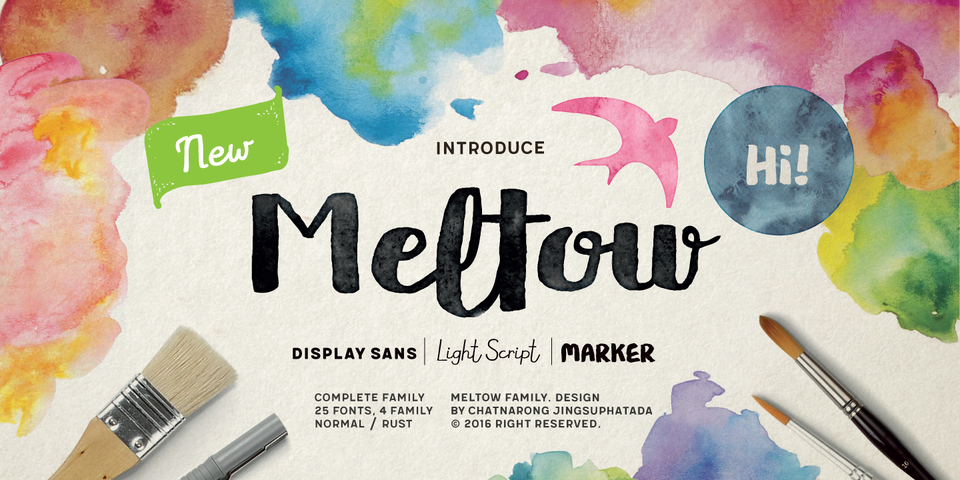 New
INTRODUCE
Hi!
Meltow
DISPLAY SANS | Light Script | MARKER
COMPLETE FAMILY
25 FONTS, 4 FAMILY
NORMAL / RUST
MELTOW FAMILY. DESIGN
BY CHATNARONG JINGSUPHATADA
© 2016 RIGHT RESERVED.